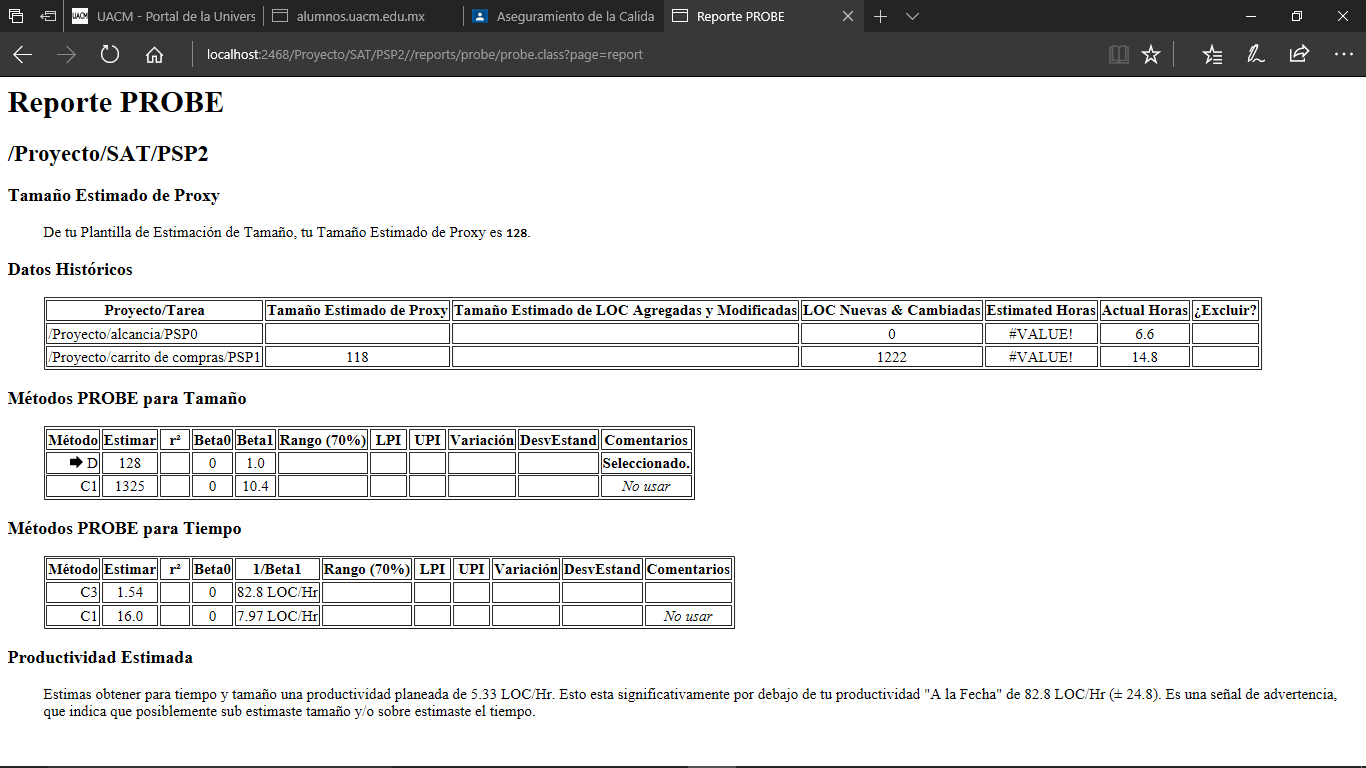 UACM - Portal de la Univers
alumnos.uacm.edu.mx
Aseguramiento de la Calida
Reporte PROBE
localhost:2468/Proyecto/SAT/PSP2//reports/probe/probe.class?page=report
Reporte PROBE
/Proyecto/SAT/PSP2
Tamaño Estimado de Proxy
De tu Plantilla de Estimación de Tamaño, tu Tamaño Estimado de Proxy es 128.
Datos Históricos
Proyecto/Tarea Tamaño Estimado de Proxy Tamaño Estimado de LOC Agregadas y Modificadas LOC Nuevas & Cambiadas Estimated Horas Actual Horas ¿Excluir?
/Proyecto/alcancia/PSP0 0 #VALUE! 6.6
/Proyecto/carrito de compras/PSP1 118 1222 #VALUE! 14.8
Métodos PROBE para Tamaño
Método Estimar r² Beta0 Beta1 Rango (70%) LPI UPI Variación DesvEstand Comentarios
🡆 D 128 0 1.0 Seleccionado.
C1 1325 0 10.4 No usar
Métodos PROBE para Tiempo
Método Estimar r² Beta0 1/Beta1 Rango (70%) LPI UPI Variación DesvEstand Comentarios
C3 1.54 0 82.8 LOC/Hr
C1 16.0 0 7.97 LOC/Hr No usar
Productividad Estimada
Estimas obtener para tiempo y tamaño una productividad planeada de 5.33 LOC/Hr. Esto esta significativamente por debajo de tu productividad "A la Fecha" de 82.8 LOC/Hr (± 24.8). Es una señal de advertencia,
que indica que posiblemente sub estimaste tamaño y/o sobre estimaste el tiempo.